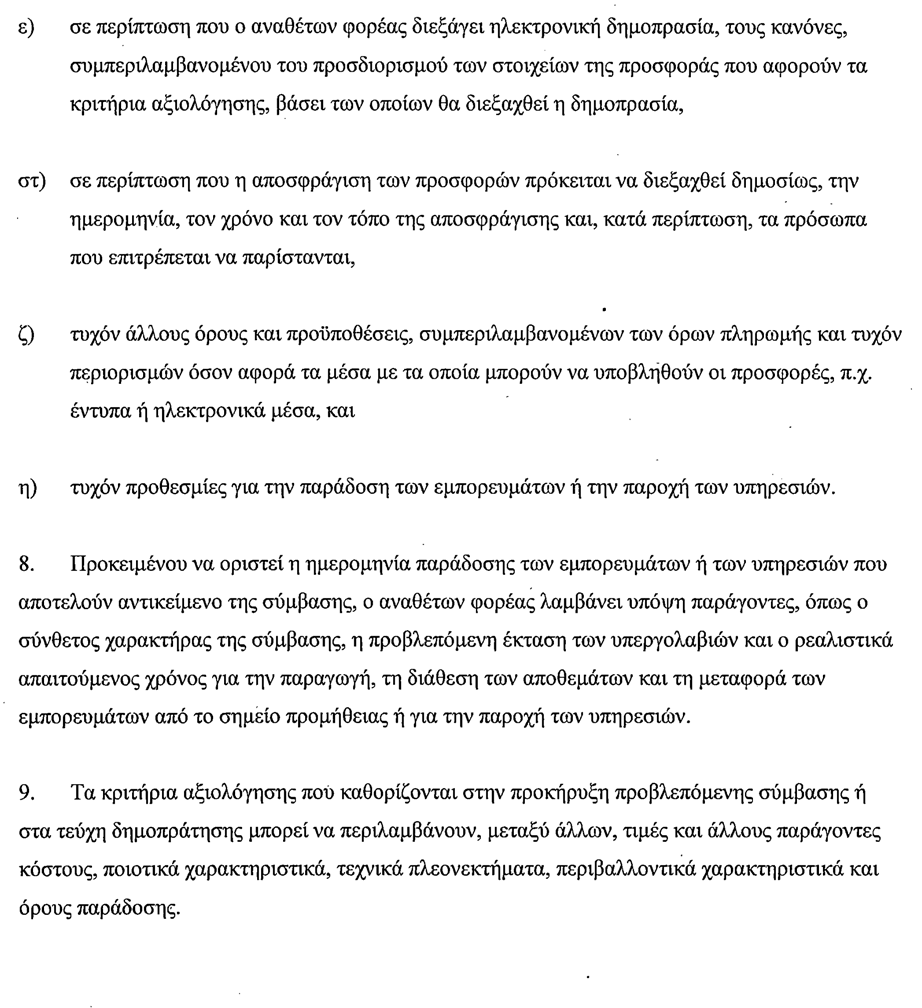 ε) σε περίπτωση που ο αναθέτων φορέας διεξάγει ηλεκτρονική δημοπρασία, τους κανόνες,
συμπεριλαμβανομένου του προσδιορισμού των στοιχείων της προσφοράς που αφορούν τα
κριτήρια αξιολόγησης, βάσει των οποίων θα διεξαχθεί η δημοπρασία,
στ) σε περίπτωση που η αποσφράγιση των προσφορών πρόκειται να διεξαχθεί δημοσίως, την
ημερομηνία, τον χρόνο και τον τόπο της αποσφράγισης και, κατά περίπτωση, τα πρόσωπα
που επιτρέπεται να παρίστανται,
ζ) τυχόν άλλους όρους και προϋποθέσεις, συμπεριλαμβανομένων των όρων πληρωμής και τυχόν
περιορισμών όσον αφορά τα μέσα με τα οποία μπορούν να υποβληθούν οι προσφορές, π.χ.
έντυπα ή ηλεκτρονικά μέσα, και
η) τυχόν προθεσμίες για την παράδοση των εμπορευμάτων ή την παροχή των υπηρεσιών.
8. Προκειμένου να οριστεί η ημερομηνία παράδοσης των εμπορευμάτων ή των υπηρεσιών που
αποτελούν αντικείμενο της σύμβασης, ο αναθέτων φορέας λαμβάνει υπόψη παράγοντες, όπως ο
σύνθετος χαρακτήρας της σύμβασης, η προβλεπόμενη έκταση των υπεργολαβιών και ο ρεαλιστικά
απαιτούμενος χρόνος για την παραγωγή, τη διάθεση των αποθεμάτων και τη μεταφορά των
εμπορευμάτων από το σημείο προμήθειας ή για την παροχή των υπηρεσιών.
9. Τα κριτήρια αξιολόγησης που καθορίζονται στην προκήρυξη προβλεπόμενης σύμβασης ή
στα τεύχη δημοπράτησης μπορεί να περιλαμβάνουν, μεταξύ άλλων, τιμές και άλλους παράγοντες
κόστους, ποιοτικά χαρακτηριστικά, τεχνικά πλεονεκτήματα, περιβαλλοντικά χαρακτηριστικά και
όρους παράδοσης.